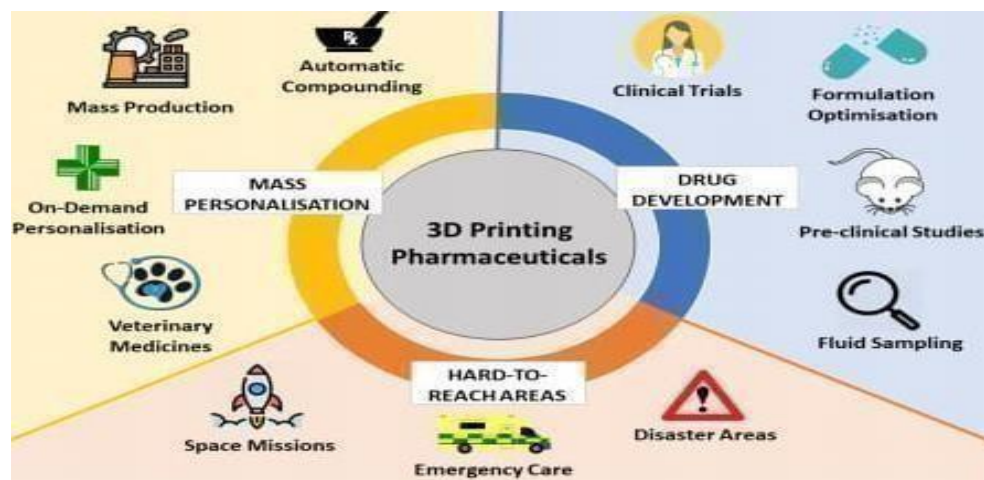 Mass Production
Automatic
Compounding
Rx
On-Demand
Personalisation
Veterinary
Medicines
MASS
PERSONALISATION
3D Printing
Pharmaceuticals
DRUG
DEVELOPMENT
Clinical Trials
Formulation
Optimisation
Pre-clinical Studies
Fluid Sampling
HARD-TO-
REACH AREAS
Space Missions
Emergency Care
Disaster Areas